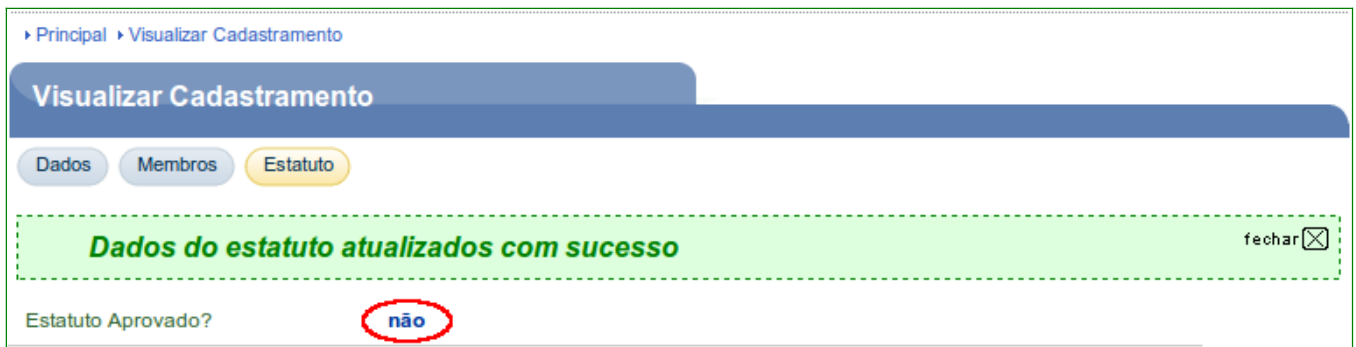 Principal Visualizar Cadastramento
Visualizar Cadastramento
Dados Membros Estatuto
Dados do estatuto atualizados com sucesso fechar
Estatuto Aprovado? não